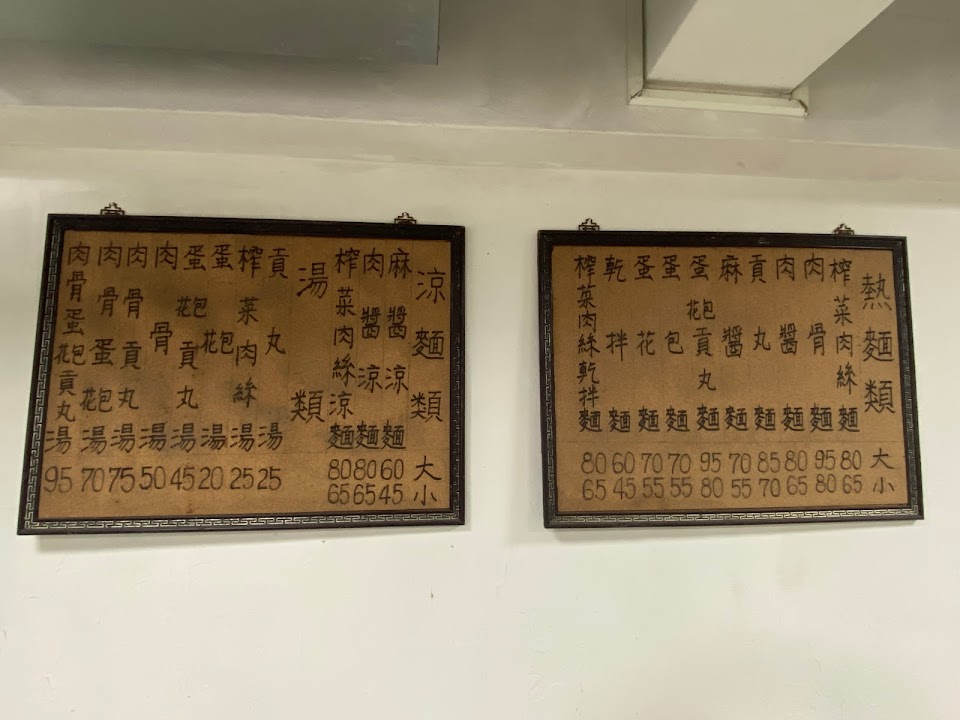 熱麵類 大 小
榨菜肉絲麵 80 65
肉骨麵 95 80
肉醬麵 80 65
貢丸麵 85 70
麻醬麵 70 55
蛋花包貢丸麵 95 80
蛋包麵 70 55
蛋花麵 70 55
乾拌麵 60 45
榨菜肉絲乾拌麵 80 65
涼麵類 大 小
麻醬涼麵 60 45
肉醬涼麵 80 65
榨菜肉絲涼麵 80 65
湯類
貢丸湯 25
榨菜肉絲湯 25
蛋花包湯 20
蛋花包貢丸湯 45
肉骨湯 50
肉骨貢丸湯 75
肉骨蛋花包湯 70
肉骨蛋花包貢丸湯 95